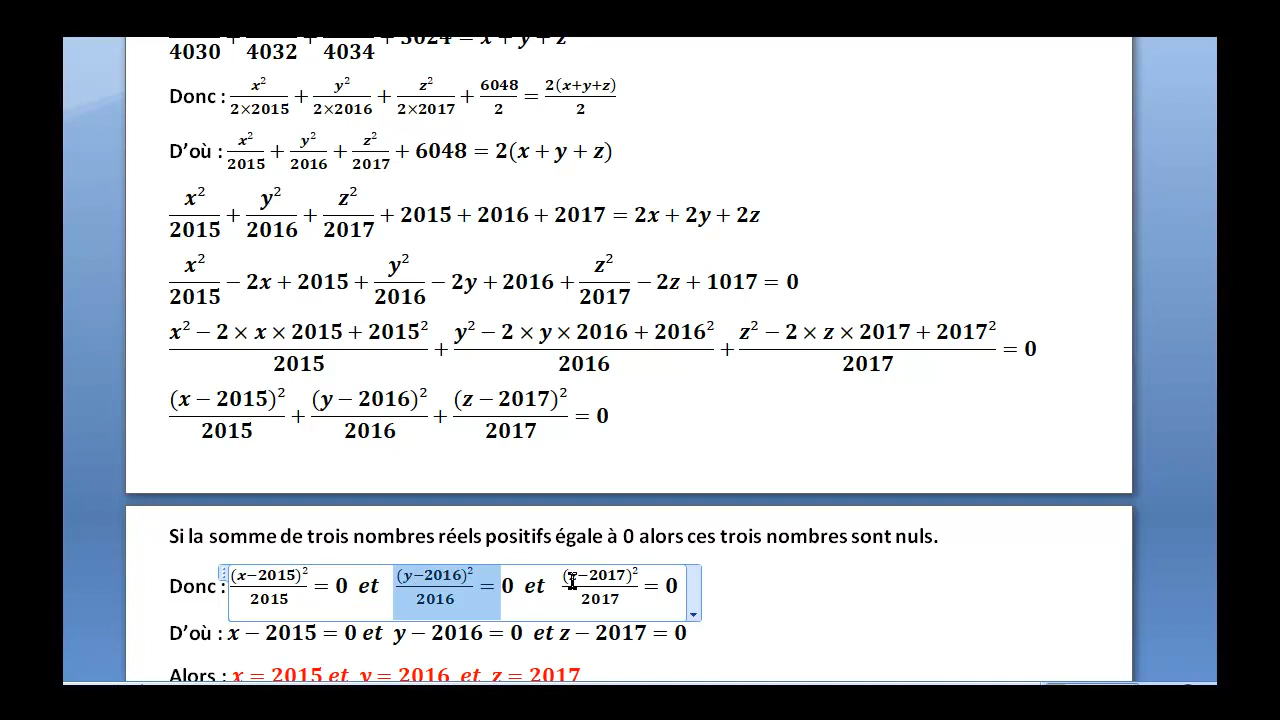 4030 + 4032 + 4034 + 3024 = x + y + z
Donc : x²/2×2015 + y²/2×2016 + z²/2×2017 + 6048/2 = 2(x+y+z)/2
D'où : x²/2015 + y²/2016 + z²/2017 + 6048 = 2(x + y + z)
x²/2015 + y²/2016 + z²/2017 + 2015 + 2016 + 2017 = 2x + 2y + 2z
x²/2015 − 2x + 2015 + y²/2016 − 2y + 2016 + z²/2017 − 2z + 1017 = 0
x² − 2 × x × 2015 + 2015²/2015 + y² − 2 × y × 2016 + 2016²/2016 + z² − 2 × z × 2017 + 2017²/2017 = 0
(x − 2015)²/2015 + (y − 2016)²/2016 + (z − 2017)²/2017 = 0
Si la somme de trois nombres réels positifs égale à 0 alors ces trois nombres sont nuls.
Donc : (x−2015)²/2015 = 0 et (y−2016)²/2016 = 0 et (z−2017)²/2017 = 0
D'où : x − 2015 = 0 et y − 2016 = 0 et z − 2017 = 0
Alors : x = 2015 et y = 2016 et z = 2017